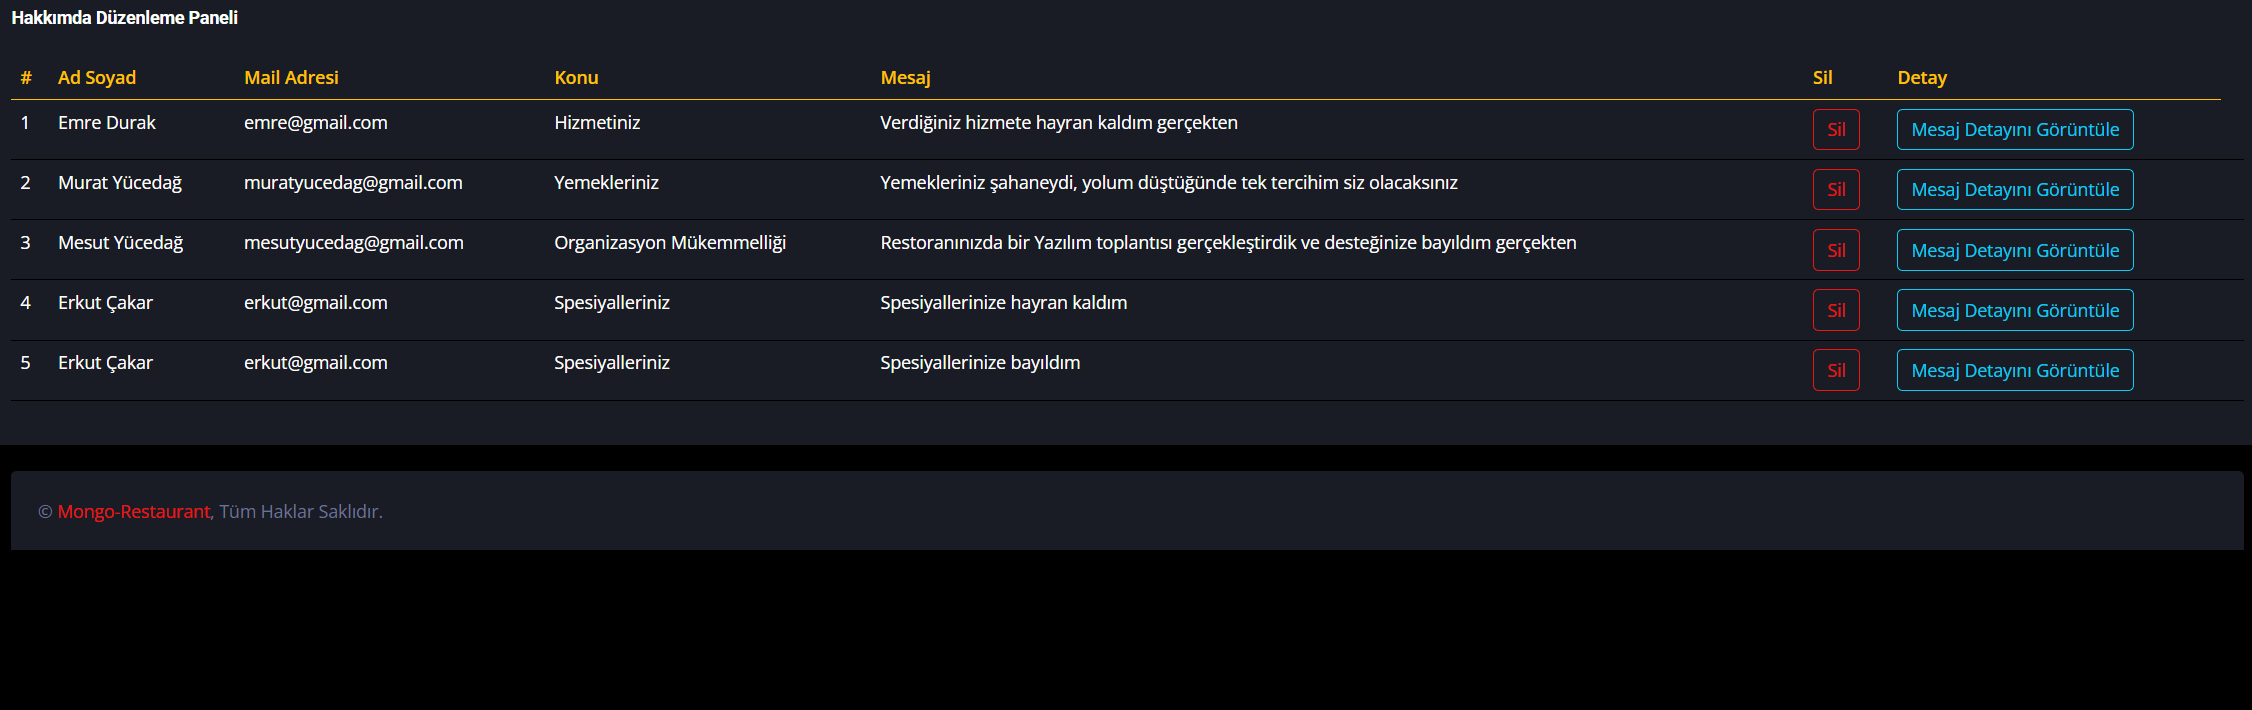 Hakkımda Düzenleme Paneli
# Ad Soyad Mail Adresi Konu Mesaj Sil Detay
1 Emre Durak emre@gmail.com Hizmetiniz Verdiğiniz hizmete hayran kaldım gerçekten Sil Mesaj Detayını Görüntüle
2 Murat Yücedağ muratyucedag@gmail.com Yemekleriniz Yemekleriniz şahaneydi, yolum düştüğünde tek tercihim siz olacaksınız Sil Mesaj Detayını Görüntüle
3 Mesut Yücedağ mesutyucedag@gmail.com Organizasyon Mükemmelliği Restoranınızda bir Yazılım toplantısı gerçekleştirdik ve desteğinize bayıldım gerçekten Sil Mesaj Detayını Görüntüle
4 Erkut Çakar erkut@gmail.com Spesiyalleriniz Spesiyallerinize hayran kaldım Sil Mesaj Detayını Görüntüle
5 Erkut Çakar erkut@gmail.com Spesiyalleriniz Spesiyallerinize bayıldım Sil Mesaj Detayını Görüntüle
© Mongo-Restaurant, Tüm Haklar Saklıdır.